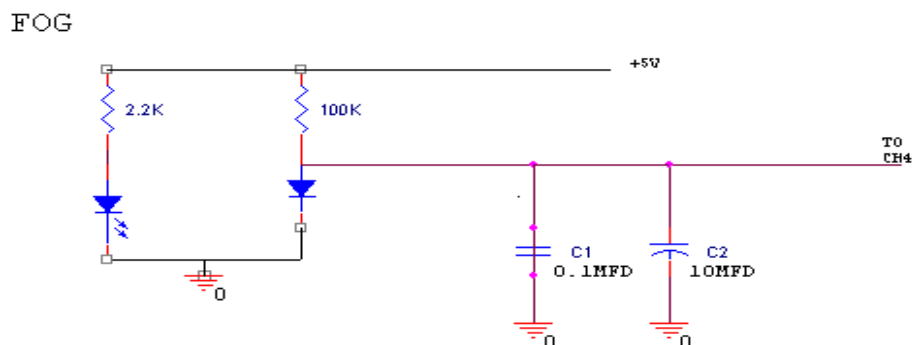 FOG
+5V
2.2K
100K
TO
CH4
C1
0.1MFD
C2
10MFD
0
0
0